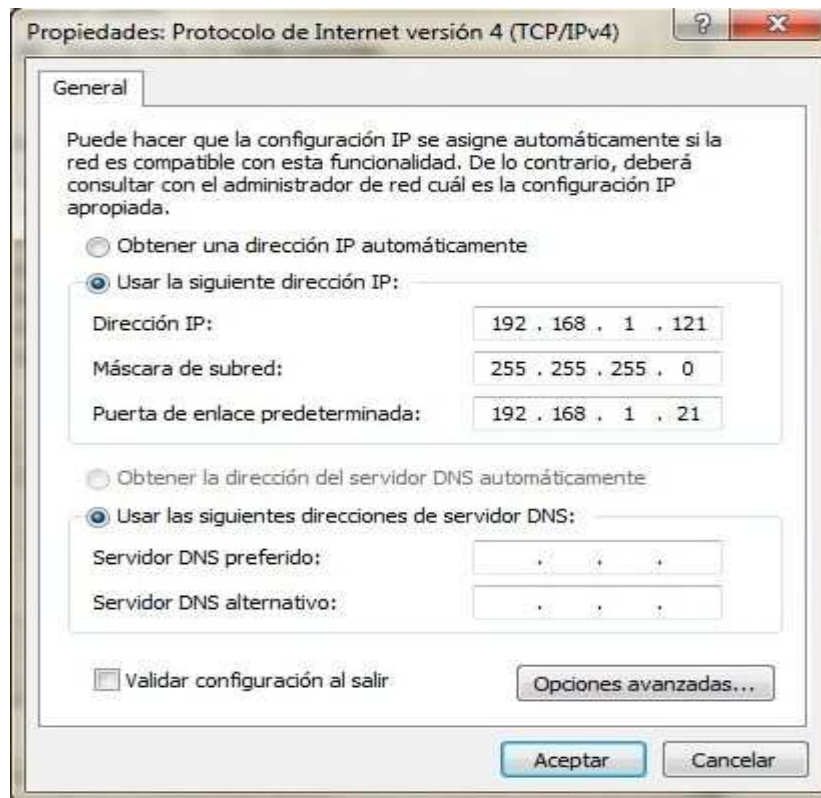 Propiedades: Protocolo de Internet versión 4 (TCP/IPv4)
?
General
Puede hacer que la configuración IP se asigne automáticamente si la
red es compatible con esta funcionalidad. De lo contrario, deberá
consultar con el administrador de red cuál es la configuración IP
apropiada.
Obtener una dirección IP automáticamente
Usar la siguiente dirección IP:
Dirección IP: 192 . 168 . 1 . 121
Máscara de subred: 255 . 255 . 255 . 0
Puerta de enlace predeterminada: 192 . 168 . 1 . 21
Obtener la dirección del servidor DNS automáticamente
Usar las siguientes direcciones de servidor DNS:
Servidor DNS preferido: . . .
Servidor DNS alternativo: . . .
Validar configuración al salir
Opciones avanzadas...
Aceptar Cancelar